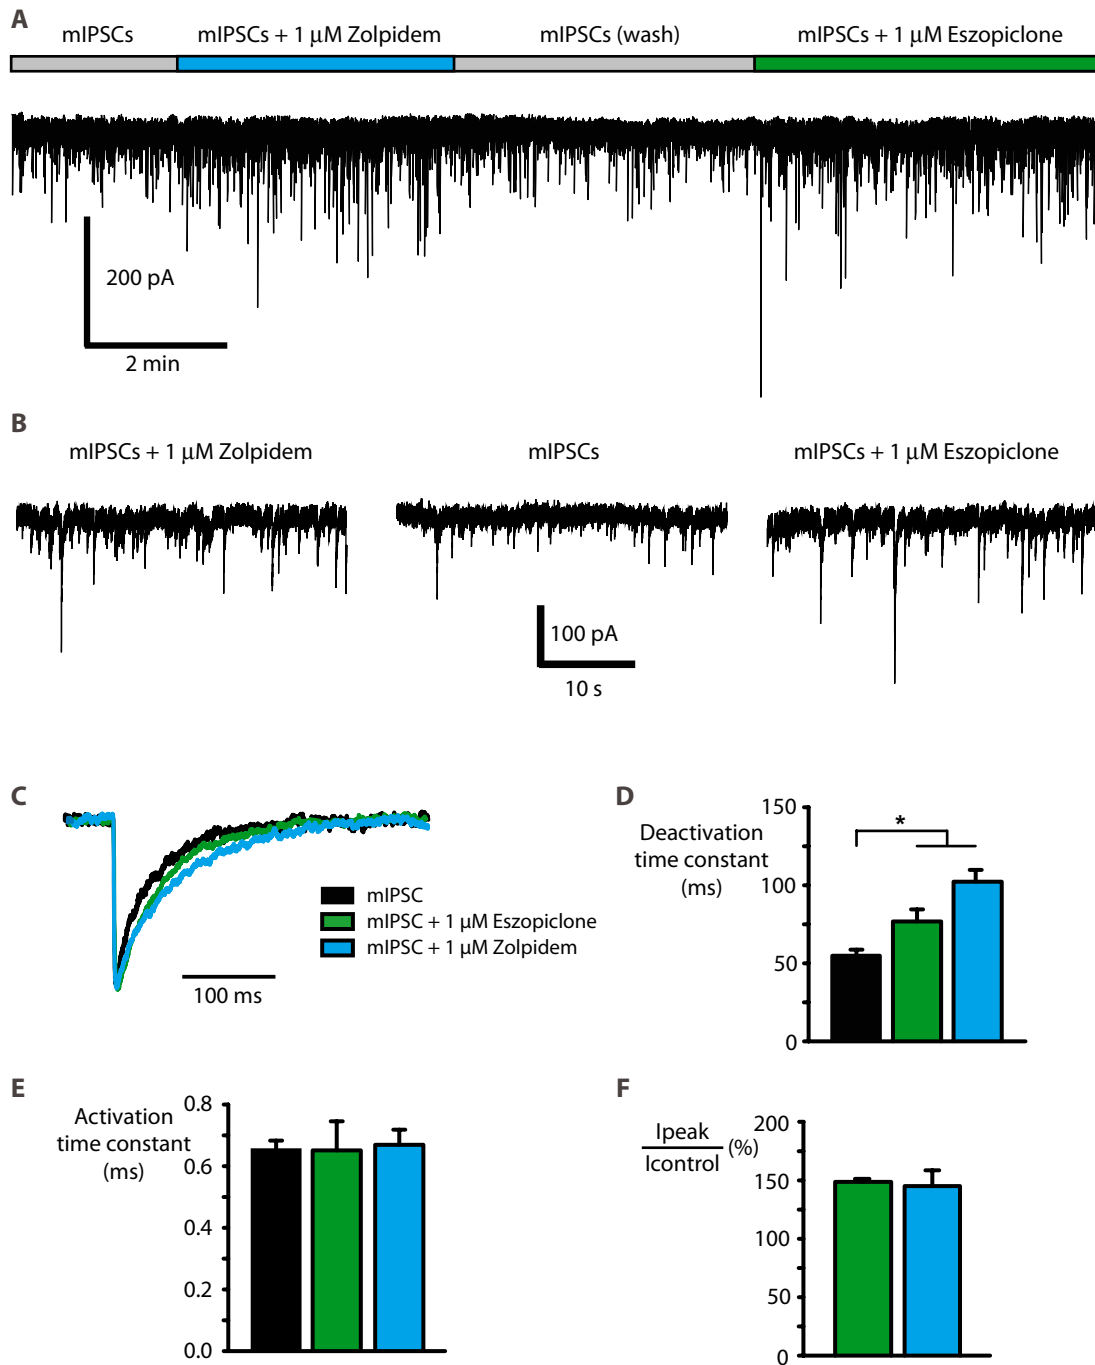 A
mIPSCs
mIPSCs + 1 μM Zolpidem
mIPSCs (wash)
mIPSCs + 1 μM Eszopiclone
200 pA
2 min
B
mIPSCs + 1 μM Zolpidem
mIPSCs
mIPSCs + 1 μM Eszopiclone
100 pA
10 s
C
mIPSC
mIPSC + 1 μM Eszopiclone
mIPSC + 1 μM Zolpidem
100 ms
D
Deactivation
time constant
(ms)
150
100
50
0
*
E
Activation
time constant
(ms)
0.8
0.6
0.4
0.2
0.0
F
Ipeak
Icontrol
(%)
200
150
100
50
0